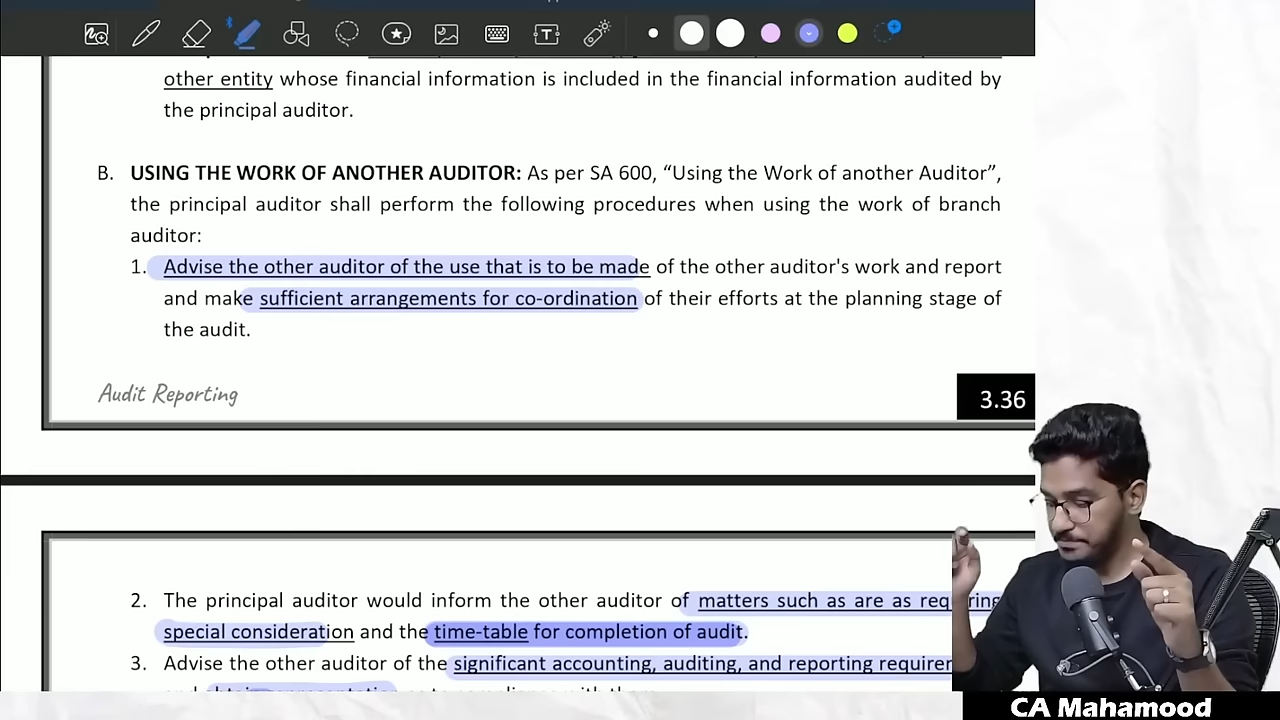 other entity whose financial information is included in the financial information audited by
the principal auditor.
B. USING THE WORK OF ANOTHER AUDITOR: As per SA 600, “Using the Work of another Auditor”,
the principal auditor shall perform the following procedures when using the work of branch
auditor:
1. Advise the other auditor of the use that is to be made of the other auditor's work and report
and make sufficient arrangements for co-ordination of their efforts at the planning stage of
the audit.
Audit Reporting
3.36
2. The principal auditor would inform the other auditor of matters such as are as requiring
special consideration and the time-table for completion of audit.
3. Advise the other auditor of the significant accounting, auditing, and reporting
CA Mahamood